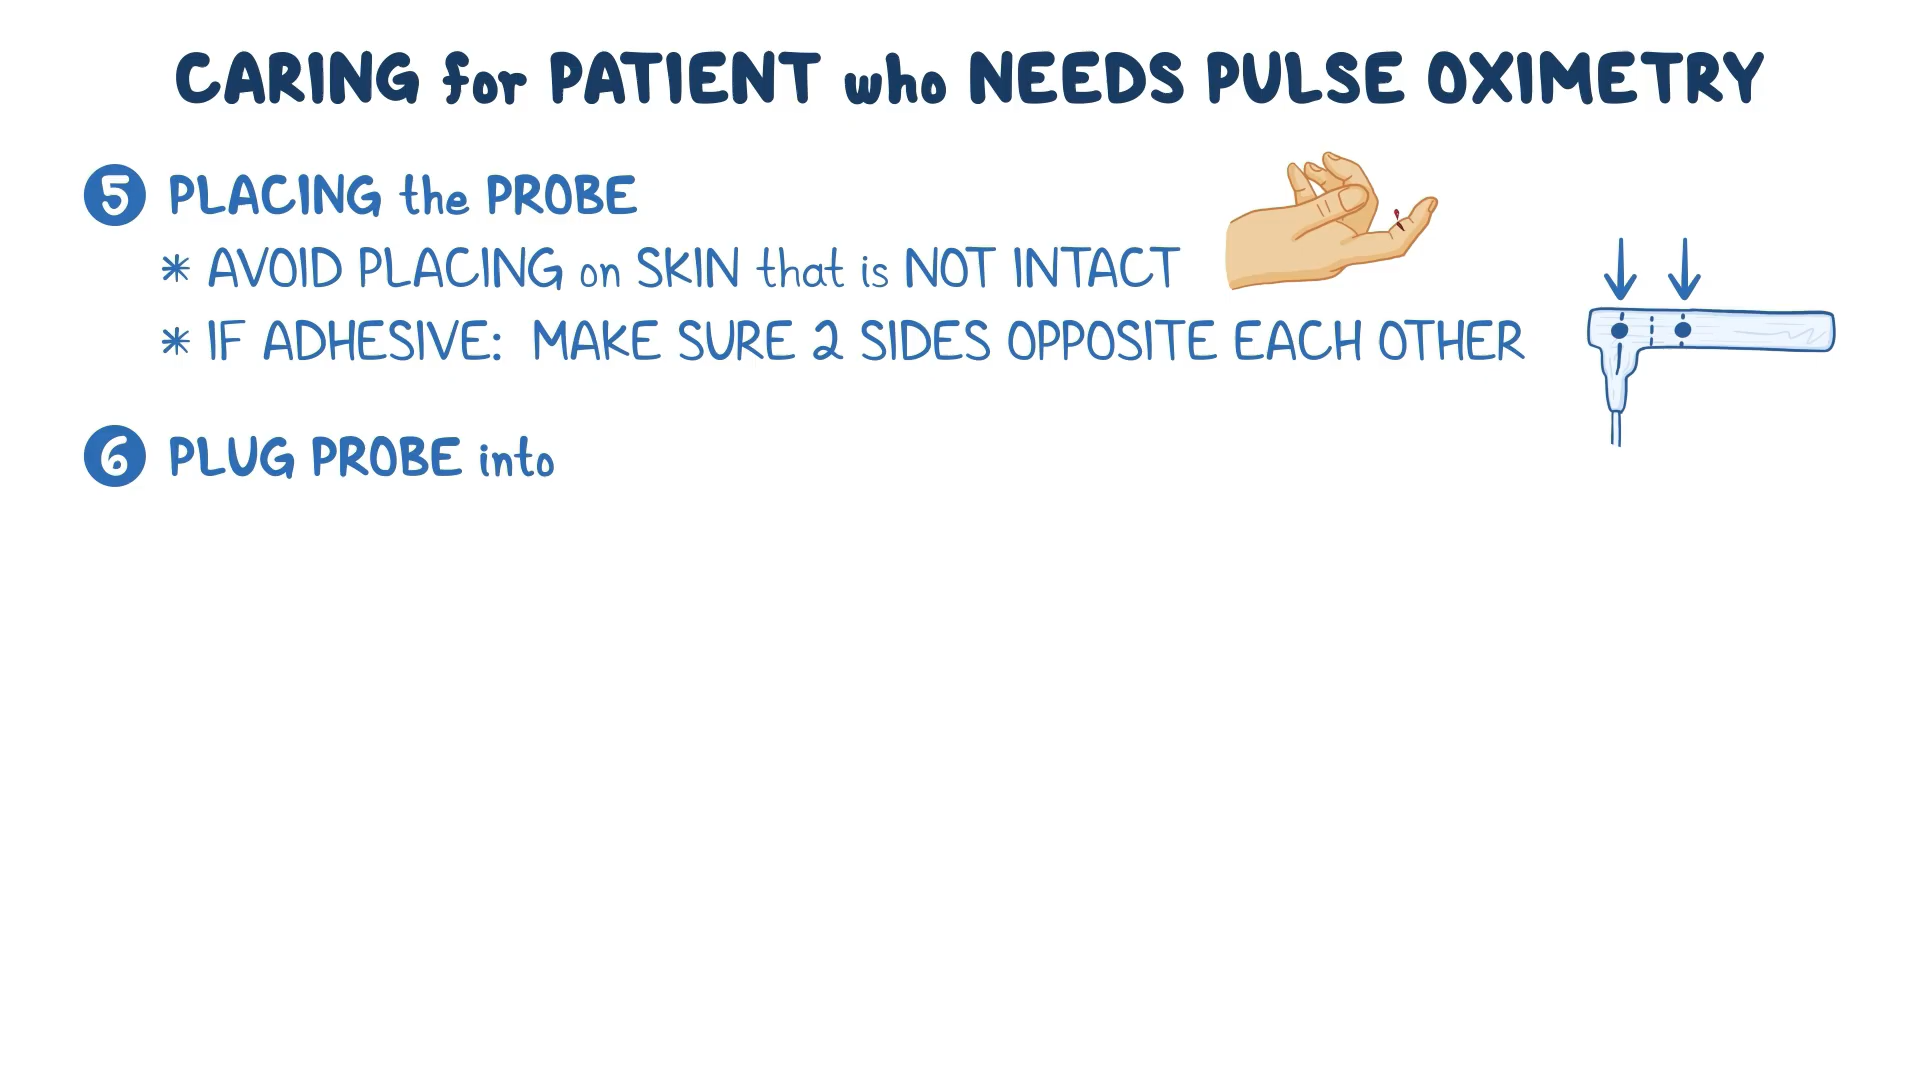 CARING for PATIENT who NEEDS PULSE OXIMETRY
5 PLACING the PROBE
* AVOID PLACING on SKIN that is NOT INTACT
* IF ADHESIVE: MAKE SURE 2 SIDES OPPOSITE EACH OTHER
6 PLUG PROBE into